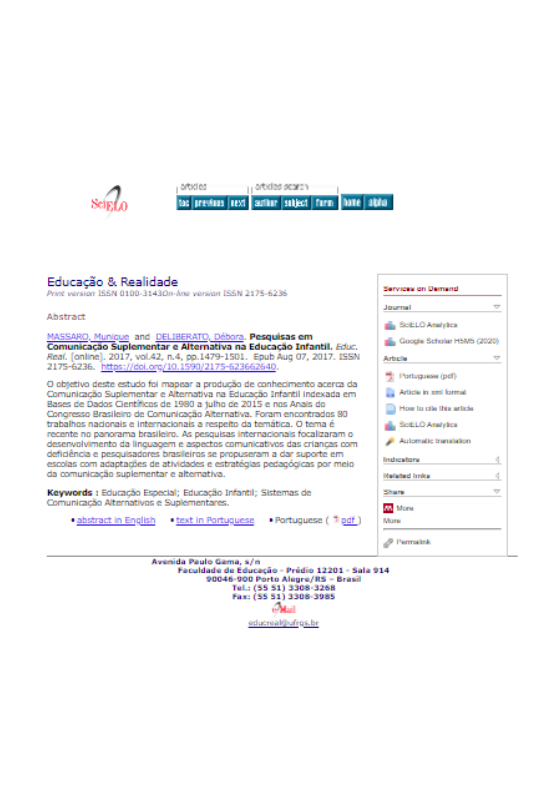 articles articles search
SciELO toc previous next author subject form home alpha
Educação & Realidade
Print version ISSN 0100-3143On-line version ISSN 2175-6236
Abstract
MASSARO, Munique and DELIBERATO, Débora. Pesquisas em
Comunicação Suplementar e Alternativa na Educação Infantil. Educ.
Real. [online]. 2017, vol.42, n.4, pp.1479-1501. Epub Aug 07, 2017. ISSN
2175-6236. https://doi.org/10.1590/2175-623662640.
O objetivo deste estudo foi mapear a produção de conhecimento acerca da
Comunicação Suplementar e Alternativa na Educação Infantil indexada em
Bases de Dados Científicos de 1980 a julho de 2015 e nos Anais do
Congresso Brasileiro de Comunicação Alternativa. Foram encontrados 80
trabalhos nacionais e internacionais a respeito da temática. O tema é
recente no panorama brasileiro. As pesquisas internacionais focalizaram o
desenvolvimento da linguagem e aspectos comunicativos das crianças com
deficiência e pesquisadores brasileiros se propuseram a dar suporte em
escolas com adaptações de atividades e estratégias pedagógicas por meio
da comunicação suplementar e alternativa.
Keywords : Educação Especial; Educação Infantil; Sistemas de
Comunicação Alternativos e Suplementares.
• abstract in English • text in Portuguese • Portuguese ( pdf )
Services on Demand
Journal
SciELO Analytics
Google Scholar H5M5 (2020)
Article
Portuguese (pdf)
Article in xml format
How to cite this article
SciELO Analytics
Automatic translation
Indicators
Related links
Share
More
More
Permalink
Avenida Paulo Gama, s/n
Faculdade de Educação - Prédio 12201 - Sala 914
90046-900 Porto Alegre/RS – Brasil
Tel.: (55 51) 3308-3268
Fax: (55 51) 3308-3985
e-Mail
educreal@ufrgs.br